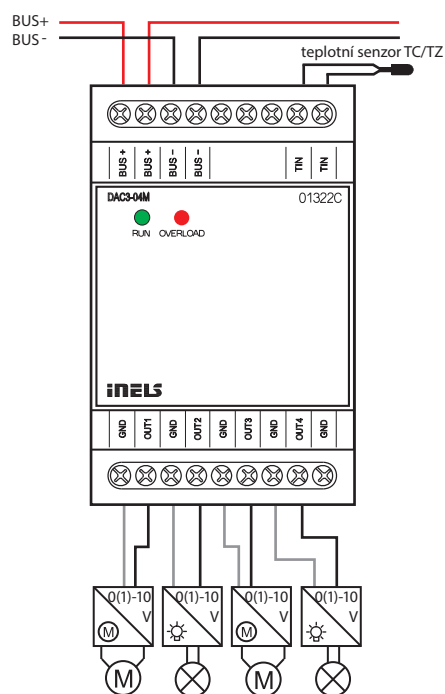 BUS+
BUS-
teplotní senzor TC/TZ
BUS + BUS + BUS – BUS – TIN TIN
DAC3-04M 01322C
RUN OVERLOAD
iNELS
GND OUT1 GND OUT2 GND OUT3 GND OUT4 GND
0(1)-10 0(1)-10 0(1)-10 0(1)-10
V V V V
M M
M M